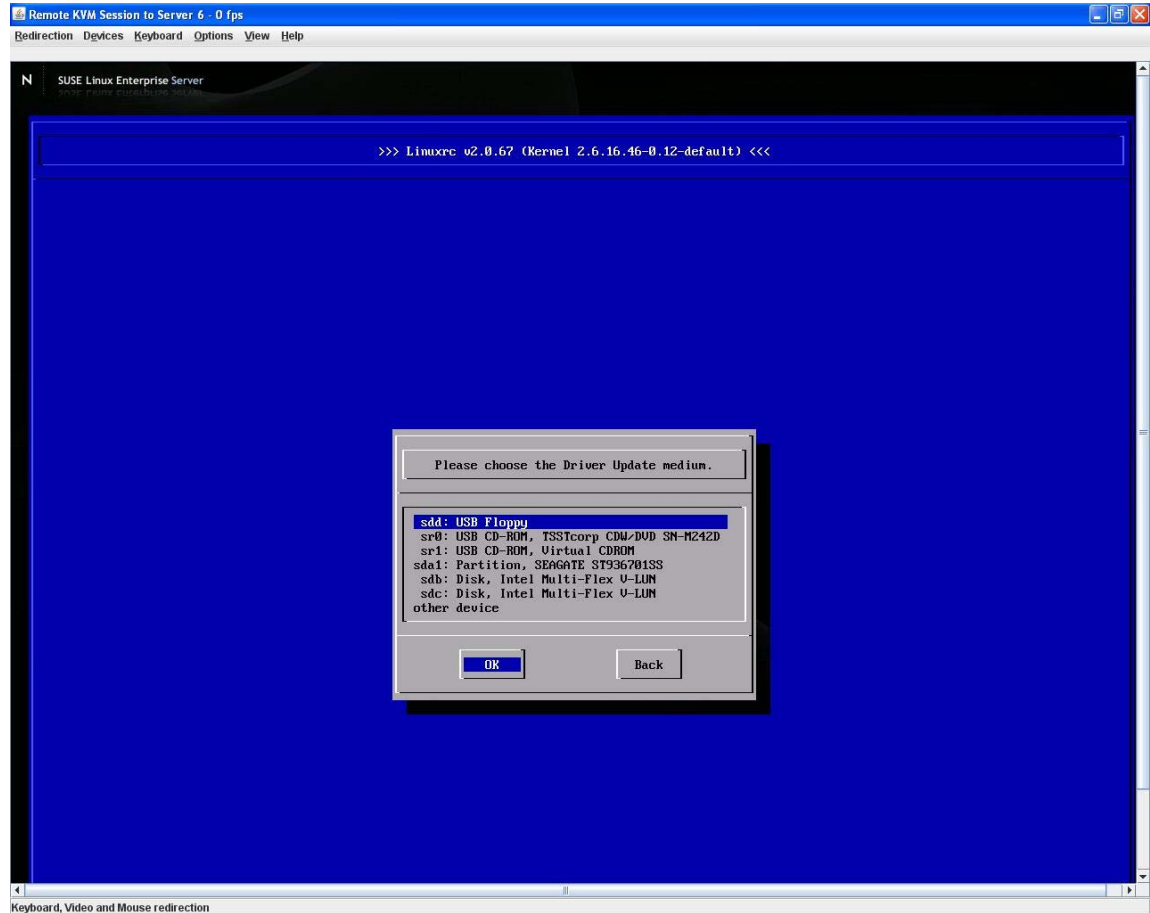 Remote KVM Session to Server 6 - 0 fps
Redirection Devices Keyboard Options View Help
N SUSE Linux Enterprise Server
>>> Linuxrc v2.0.67 (Kernel 2.6.16.46-0.12-default) <<<
Please choose the Driver Update medium.
sdd: USB Floppy
sr0: USB CD-ROM, TSSTcorp CDW/DVD SN-M242D
sr1: USB CD-ROM, Virtual CDROM
sda1: Partition, SEAGATE ST936701SS
sdb: Disk, Intel Multi-Flex V-LUN
sdc: Disk, Intel Multi-Flex V-LUN
other device
OK Back
Keyboard, Video and Mouse redirection